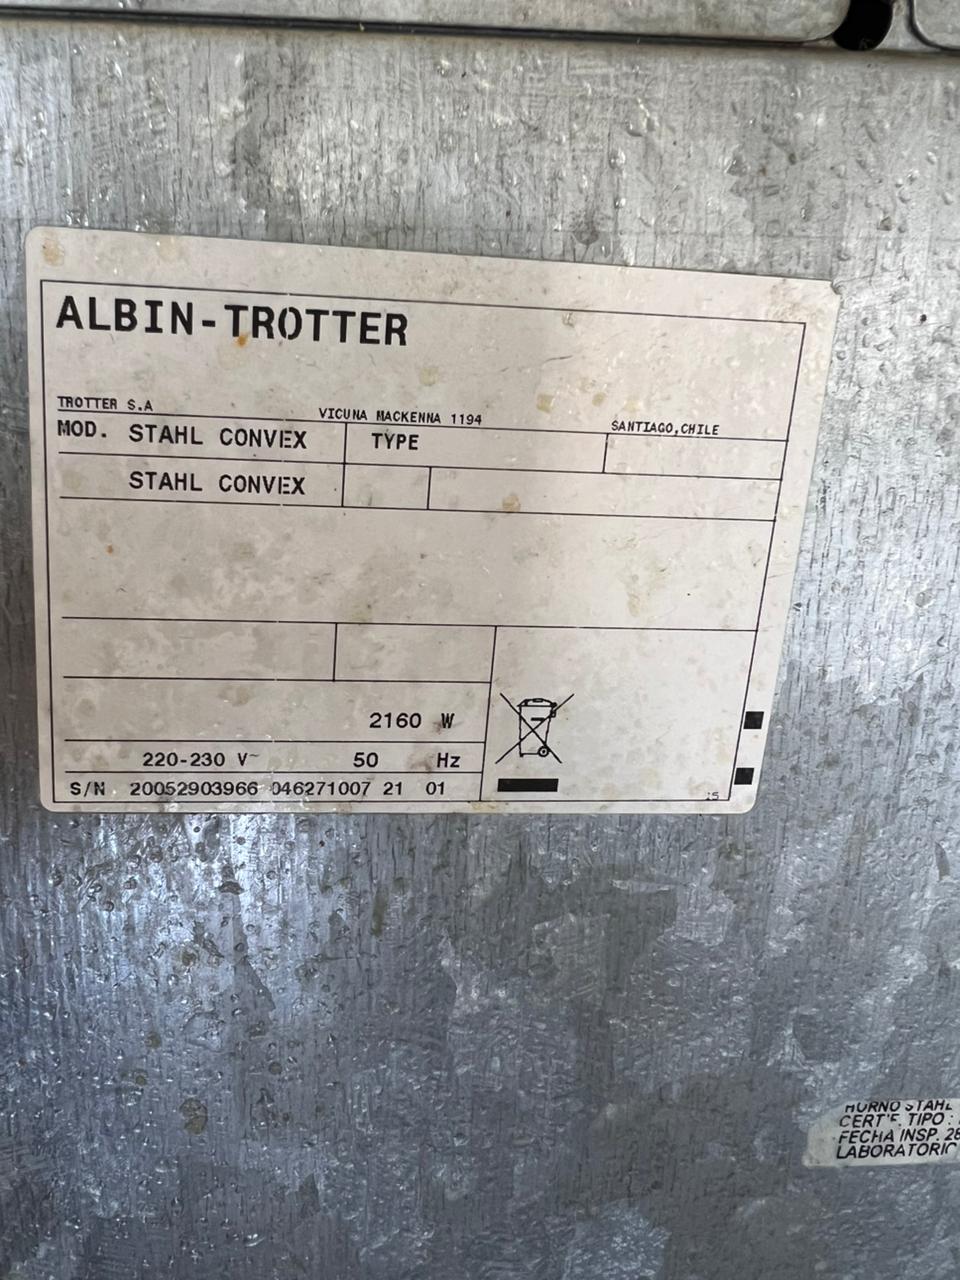 ALBIN-TROTTER
TROTTER S.A VICUNA MACKENNA 1194 SANTIAGO,CHILE
MOD. STAHL CONVEX TYPE
STAHL CONVEX
2160 W
220-230 V~ 50 Hz
S/N 20052903966 046271007 21 01
HORNO STAHL
CERT'F. TIPO :
FECHA INSP. 28
LABORATORIO